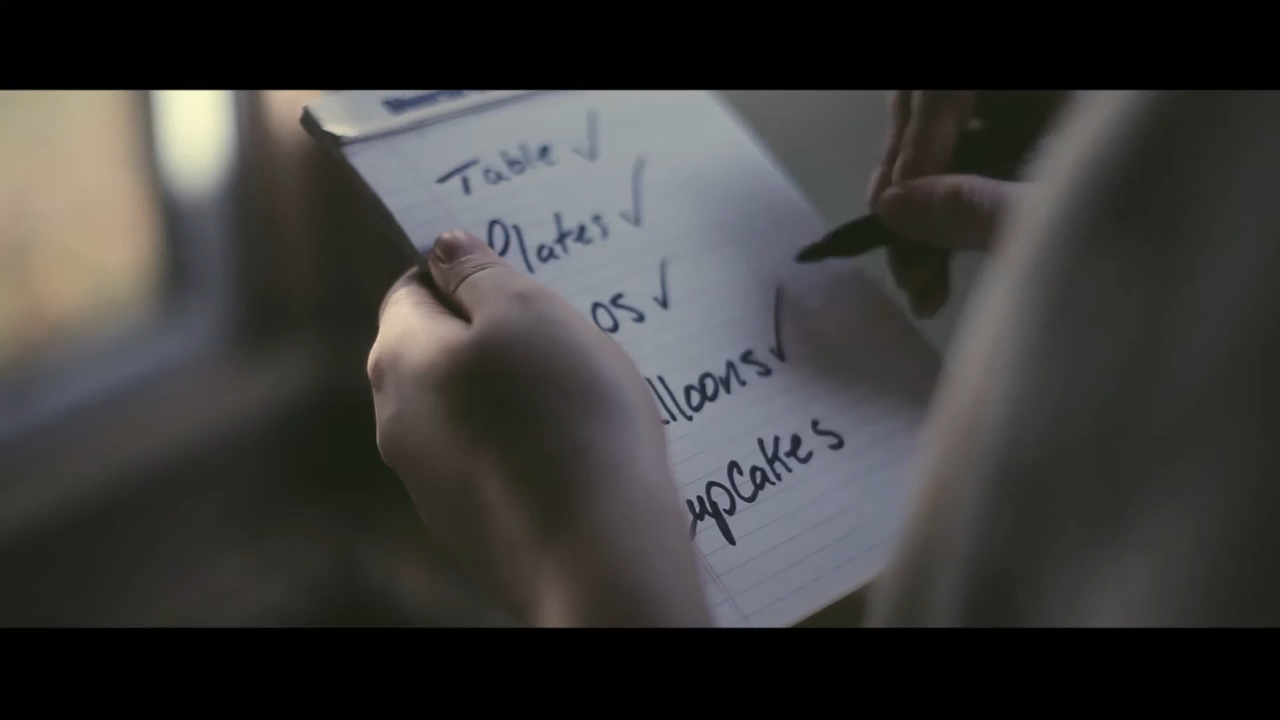 Table ✓
Plates ✓
os ✓
lloons ✓
upcakes